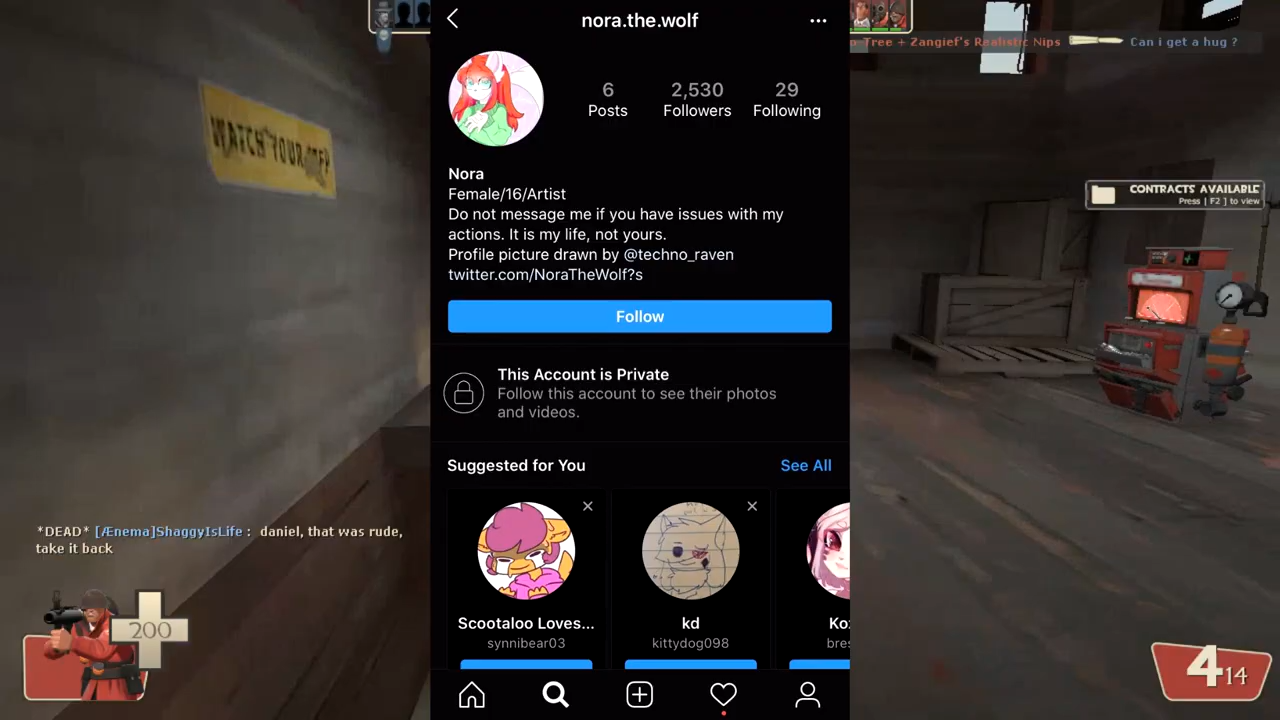 nora.the.wolf
n Tree + Zangief's Realistic Nips Can i get a hug ?
6 2,530 29
Posts Followers Following
WATCH YOUR STEP
Nora
Female/16/Artist
Do not message me if you have issues with my
actions. It is my life, not yours.
Profile picture drawn by @techno_raven
twitter.com/NoraTheWolf?s
CONTRACTS AVAILABLE
Press [ F2 ] to view
Follow
This Account is Private
Follow this account to see their photos
and videos.
Suggested for You See All
*DEAD* [Ænema]ShaggyIsLife : daniel, that was rude,
take it back
Scootaloo Loves... kd Ko
synnibear03 kittydog098 bres
200
4 14